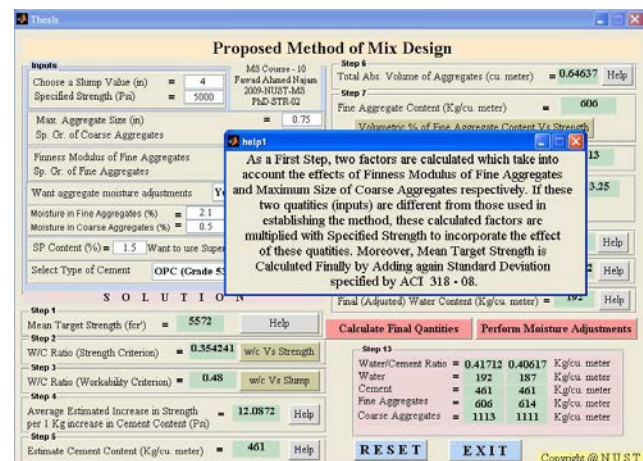 Thesis
Proposed Method of Mix Design
Inputs
Choose a Slump Value (in) = 4
Specified Strength (Psi) = 5000
MS Course - 10
Fawad Ahmed Najam
2009-NUST-MS
PhD-STR-02
Max. Aggregate Size (in) = 0.75
Sp. Gr. of Coarse Aggregates
Finness Modulus of Fine Aggregates
Sp. Gr. of Fine Aggregates
Want aggregate moisture adjustments
Moisture in Fine Aggregates (%) = 2.1
Moisture in Coarse Aggregates (%) = 0.5
SP Content (%) = 1.5 Want to use
Select Type of Cement OPC (Grade
S O L U T I O N
Step 1
Mean Target Strength (fcr') = 5572 Help
Step 2
W/C Ratio (Strength Criterion) = 0.354241 w/c Vs Strength
Step 3
W/C Ratio (Workability Criterion) = 0.48 w/c Vs Slump
Step 4
Average Estimated Increase in Strength
per 1 Kg increase in Cement Content (Psi) = 12.0872 Help
Step 5
Estimate Cement Content (Kg/cu. meter) = 461 Help
Step 6
Total Abs. Volume of Aggregates (cu. meter) = 0.64637 Help
Step 7
Fine Aggregate Content (Kg/cu. meter) = 606
Volumetric % of Fine Aggregate Content Vs Strength
help1
As a First Step, two factors are calculated which take into
account the effects of Finness Modulus of Fine Aggregates
and Maximum Size of Coarse Aggregates respectively. If these
two quatities (inputs) are different from those used in
establishing the method, these calculated factors are
multiplied with Specified Strength to incorporate the effect
of these quatities. Moreover, Mean Target Strength is
Calculated Finally by Adding again Standard Deviation
specified by ACI 318 - 08.
13
3.25
Help
Help
Final (Adjusted) Water Content (Kg/cu. meter) = 192 Help
Calculate Final Qantities Perform Moisture Adjustments
Step 13
Water/Cement Ratio = 0.41712 0.40617 Kg/cu. meter
Water = 192 187 Kg/cu. meter
Cement = 461 461 Kg/cu. meter
Fine Aggregates = 606 614 Kg/cu. meter
Coarse Aggregates = 1113 1111 Kg/cu. meter
R E S E T E X I T
Copyright @ N U S T